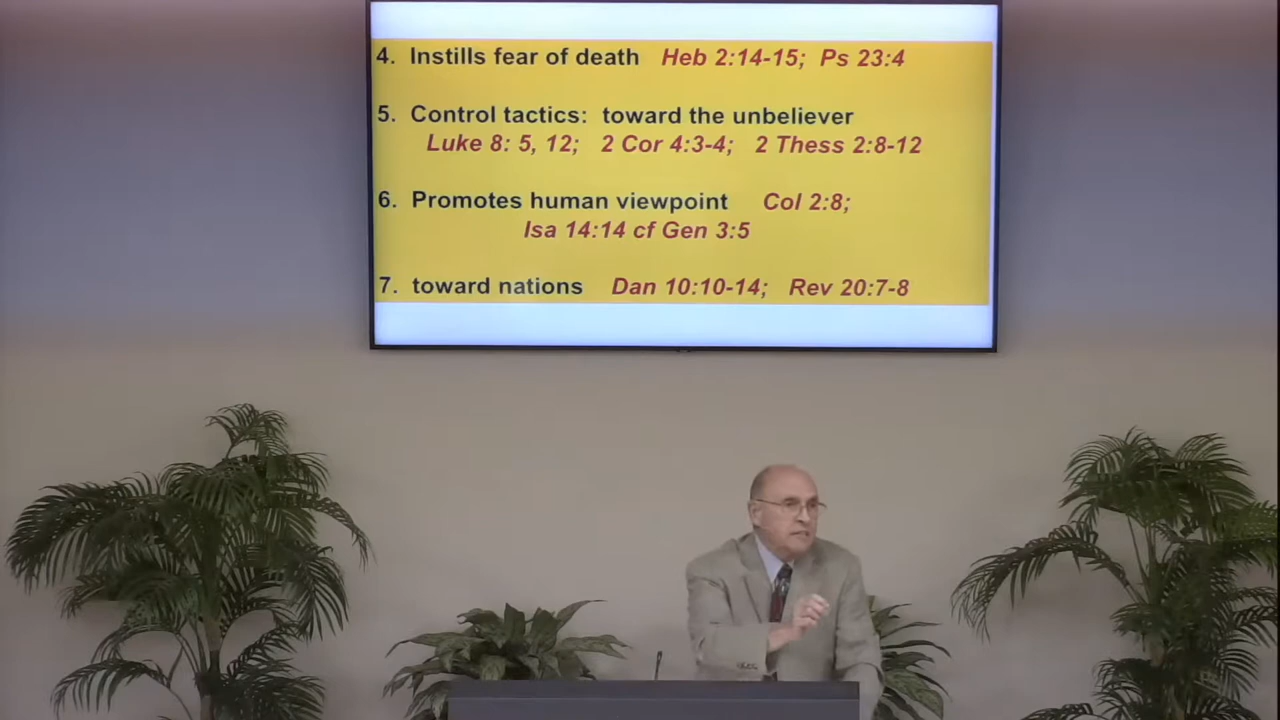 4. Instills fear of death Heb 2:14-15; Ps 23:4
5. Control tactics: toward the unbeliever
Luke 8: 5, 12; 2 Cor 4:3-4; 2 Thess 2:8-12
6. Promotes human viewpoint Col 2:8;
Isa 14:14 cf Gen 3:5
7. toward nations Dan 10:10-14; Rev 20:7-8